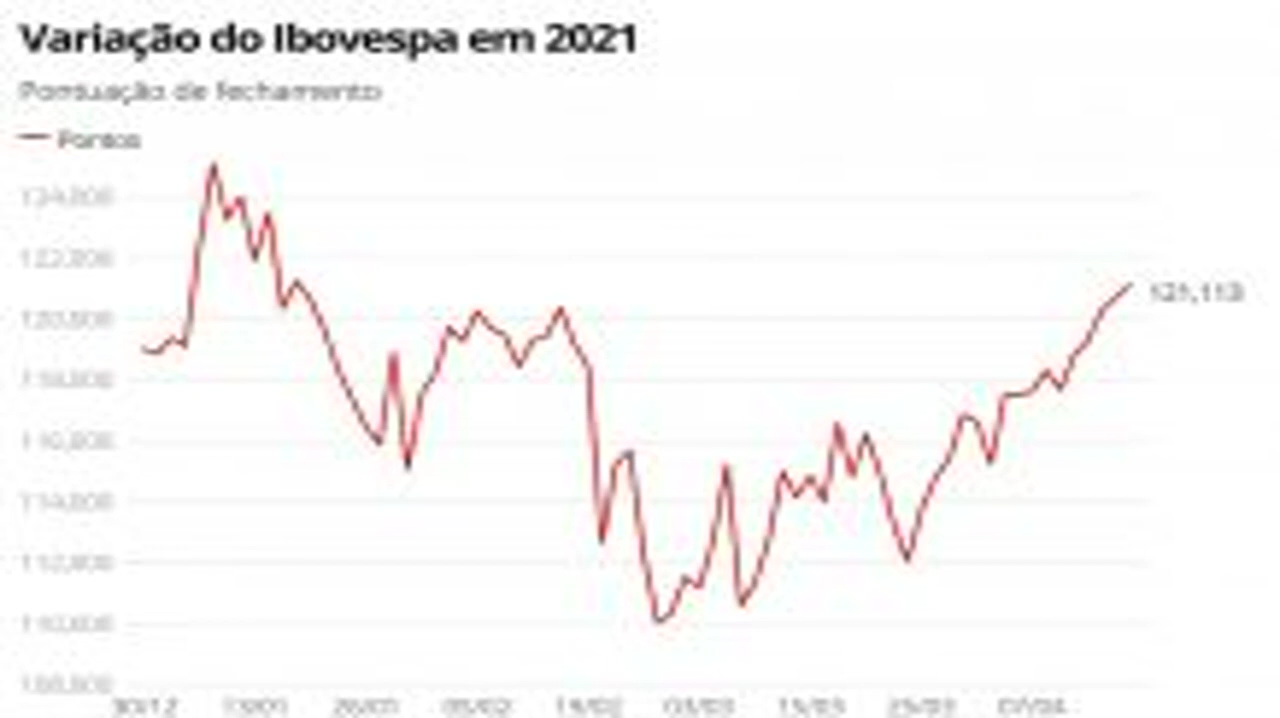 Variação do Ibovespa em 2021
Pontuação de fechamento
Pontos
124,000
122,000
120,000
121,113
118,000
116,000
114,000
112,000
110,000
108,000
30/12 13/01 26/01 05/02 19/02 03/03 15/03 25/03 07/04